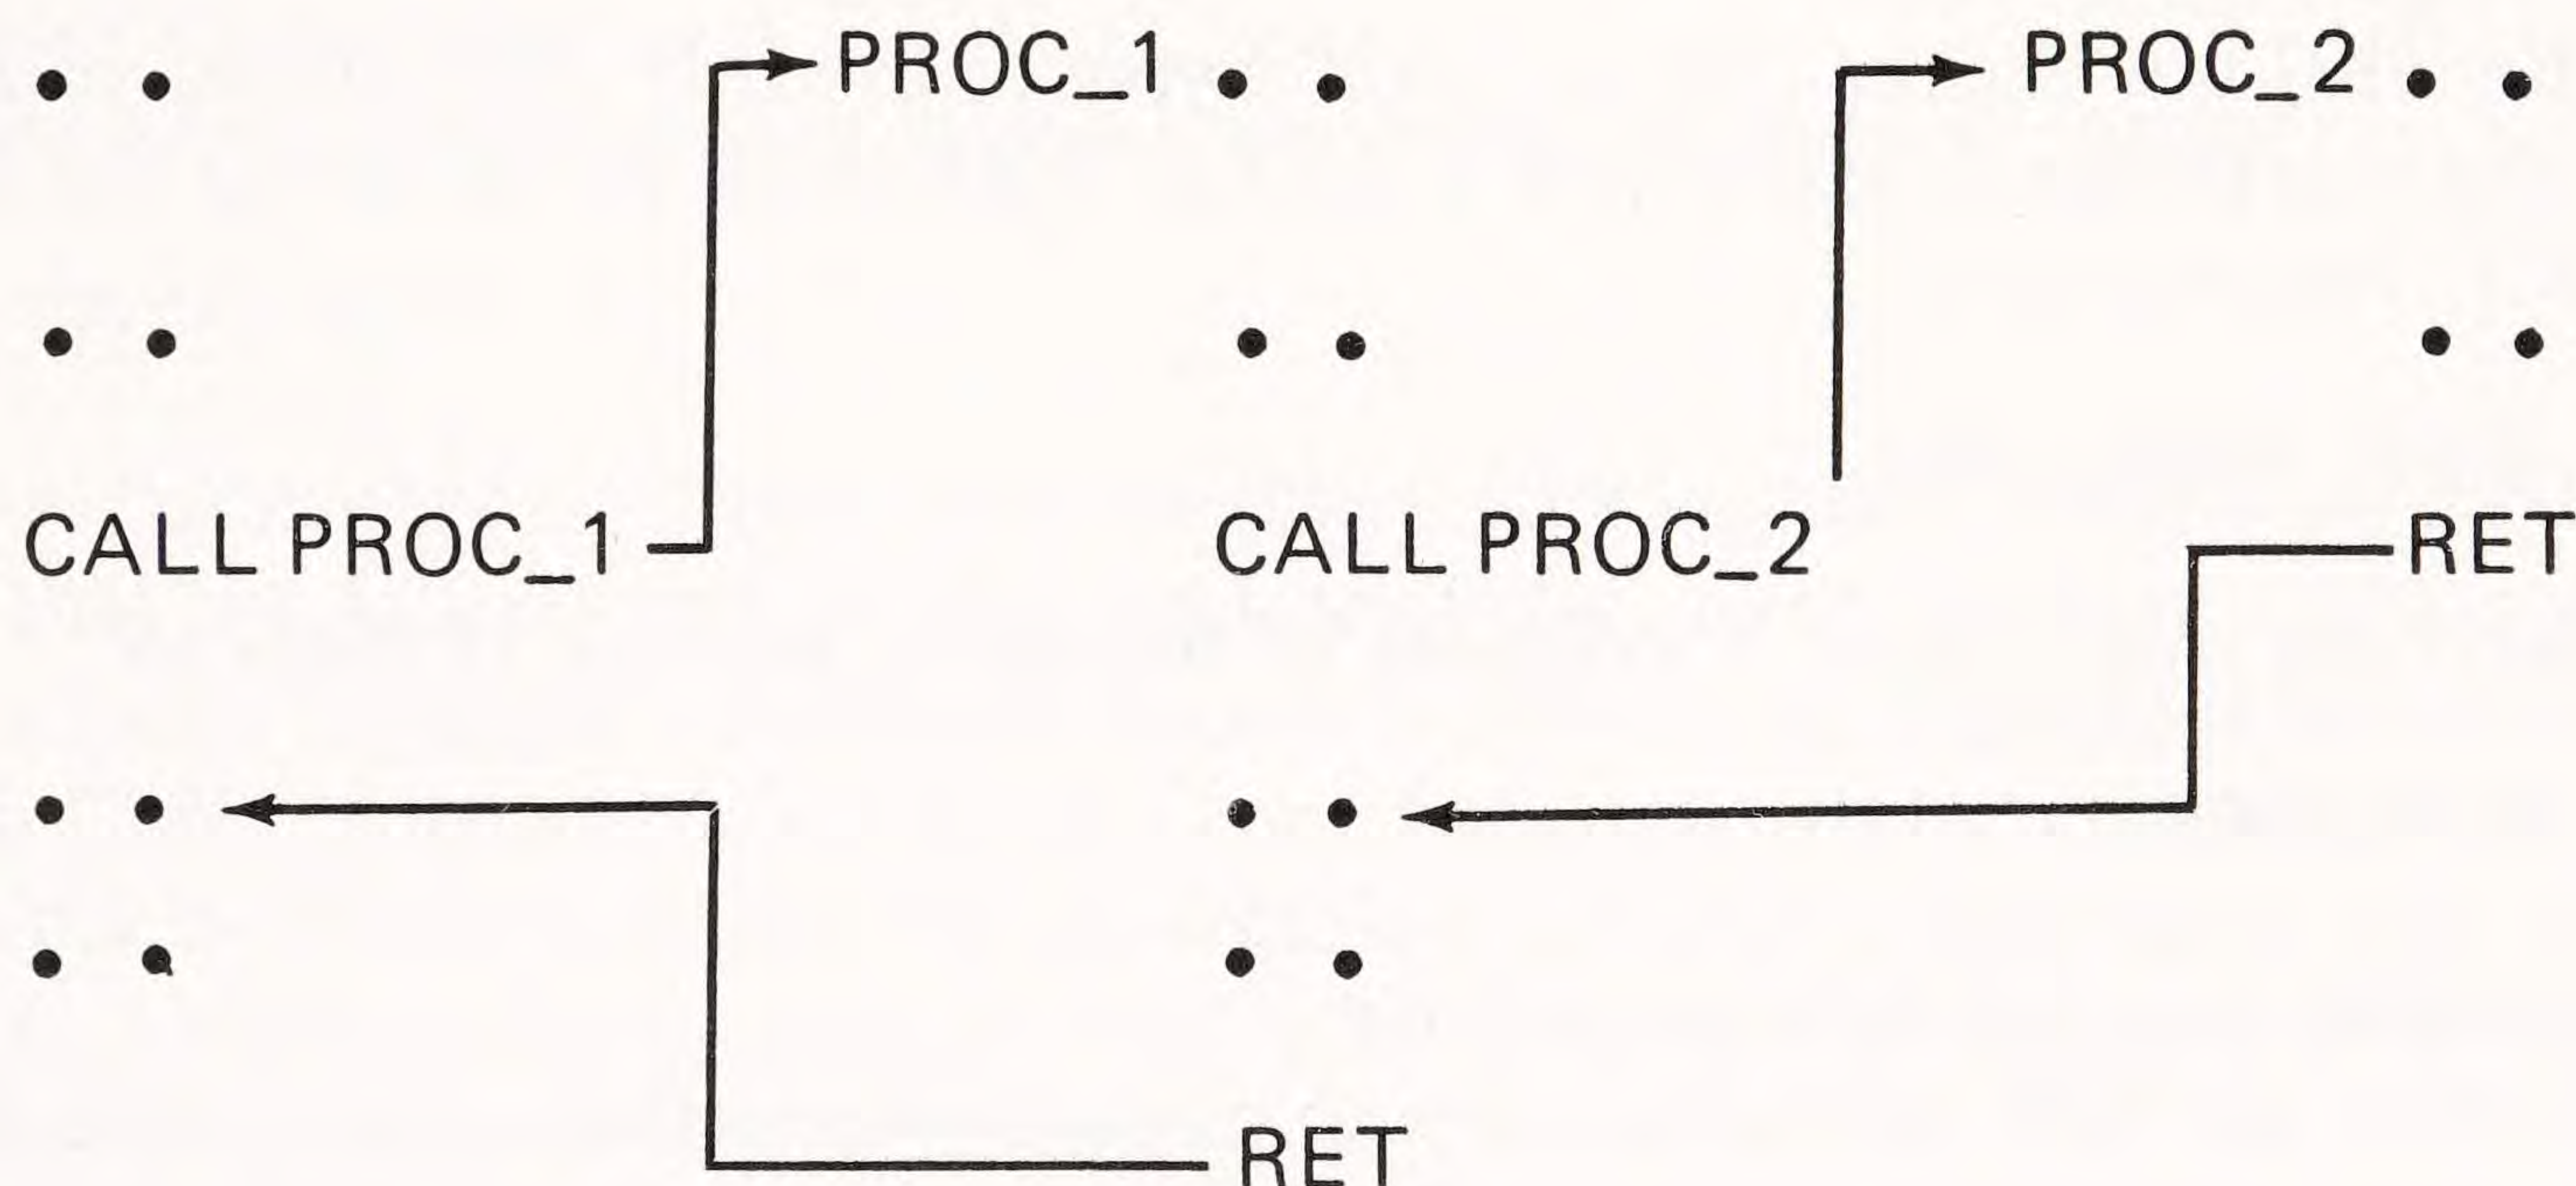 PROC_1 • •
PROC_2 • •
CALL PROC_1
CALL PROC_2
RET
RET